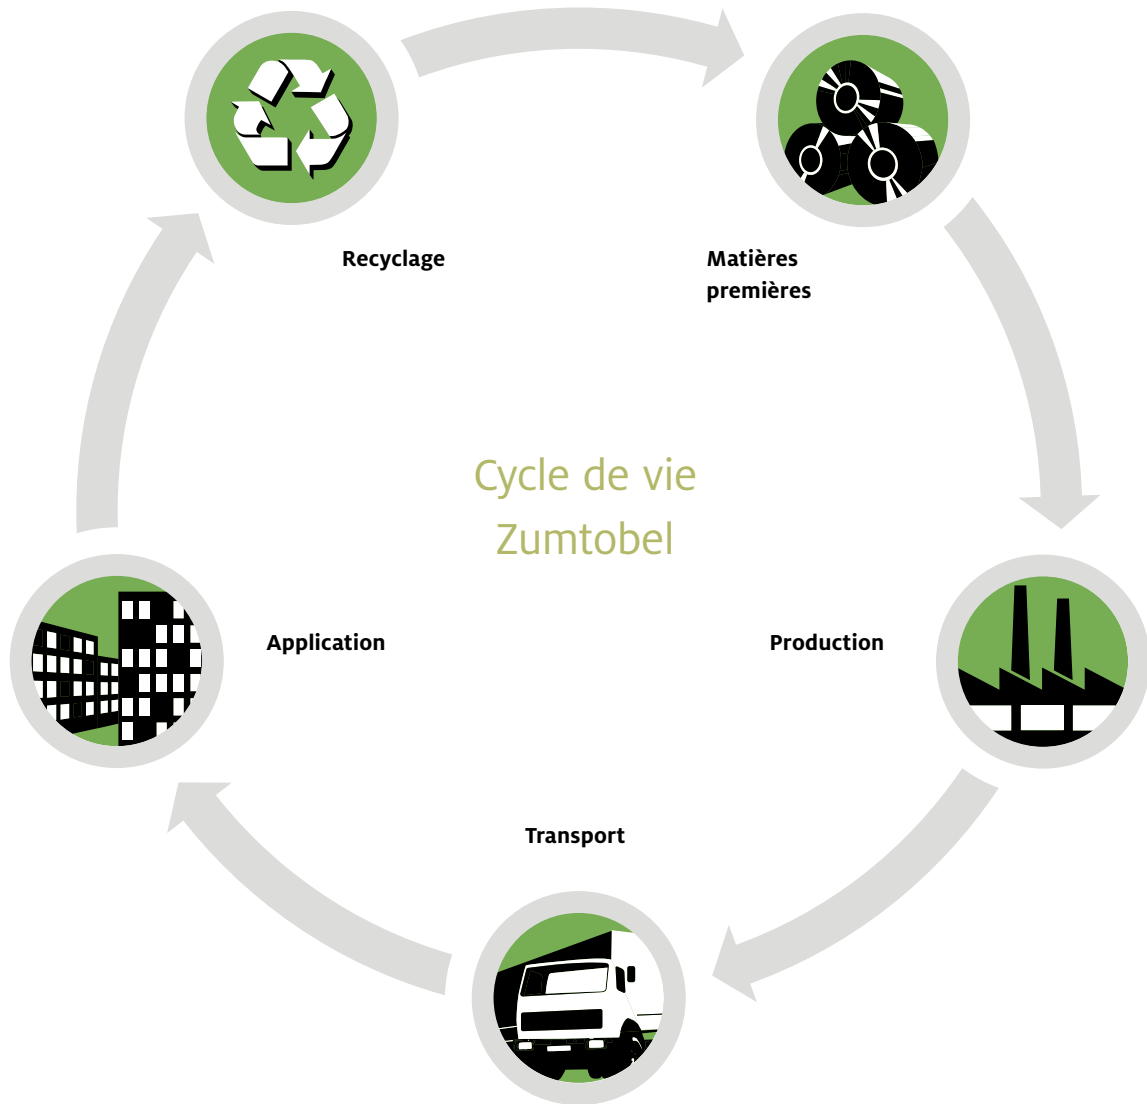 Recyclage
Matières
premières
Cycle de vie
Zumtobel
Application
Production
Transport